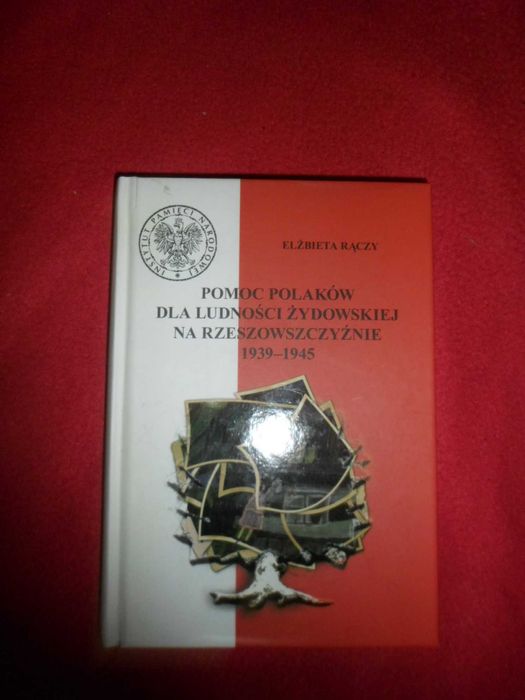 INSTYTUT PAMIĘCI NARODOWEJ
ELŻBIETA RĄCZY
POMOC POLAKÓW
DLA LUDNOŚCI ŻYDOWSKIEJ
NA RZESZOWSZCZYŹNIE
1939–1945